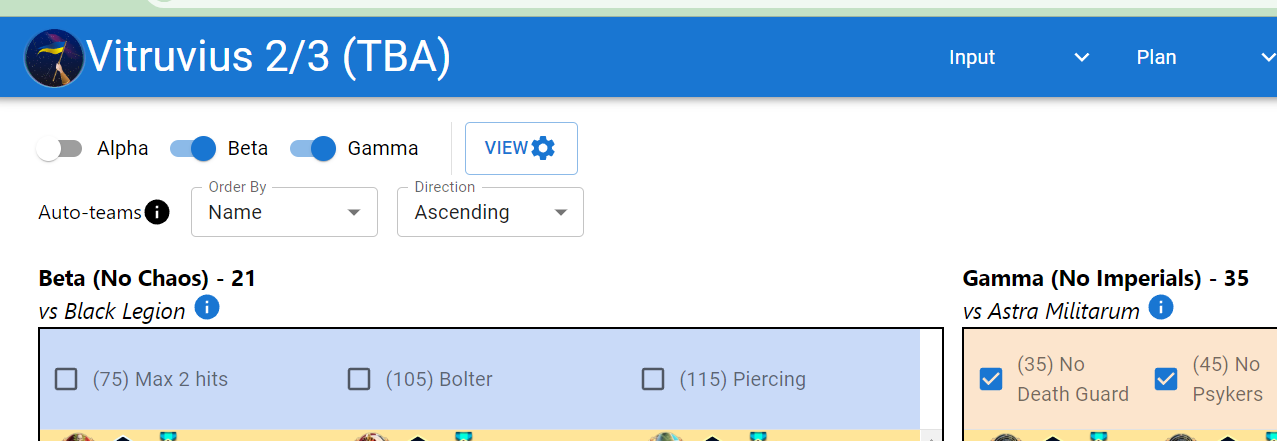 Vitruvius 2/3 (TBA)
Input
Plan
Alpha
Beta
Gamma
VIEW
Auto-teams
Order By
Name
Direction
Ascending
Beta (No Chaos) - 21
vs Black Legion
(75) Max 2 hits
(105) Bolter
(115) Piercing
Gamma (No Imperials) - 35
vs Astra Militarum
(35) No
Death Guard
(45) No
Psykers